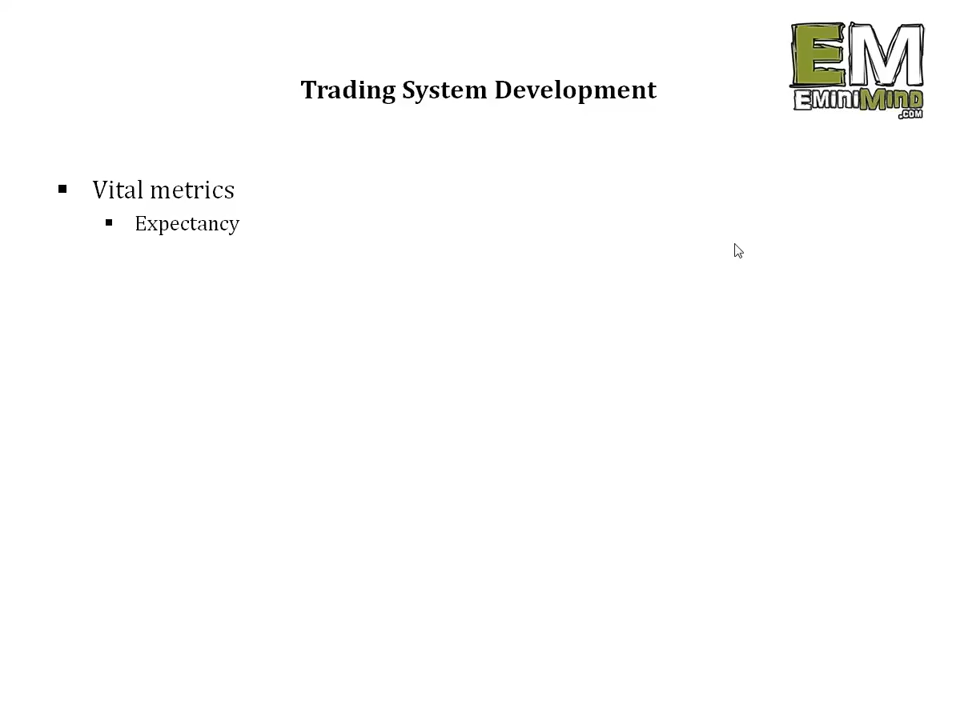 EM
EMiniMind
.COM
Trading System Development
Vital metrics
Expectancy